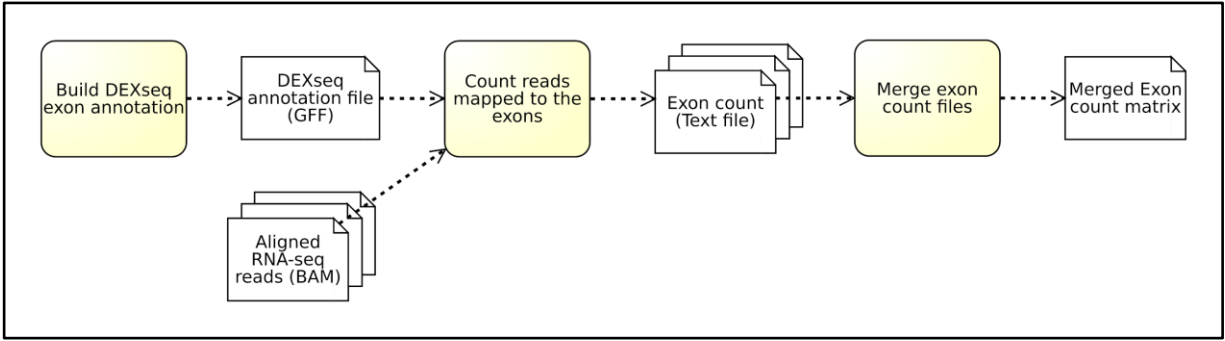 Build DEXseq
exon annotation
DEXseq
annotation file
(GFF)
Count reads
mapped to the
exons
Exon count
(Text file)
Merge exon
count files
Merged Exon
count matrix
Aligned
RNA-seq
reads (BAM)